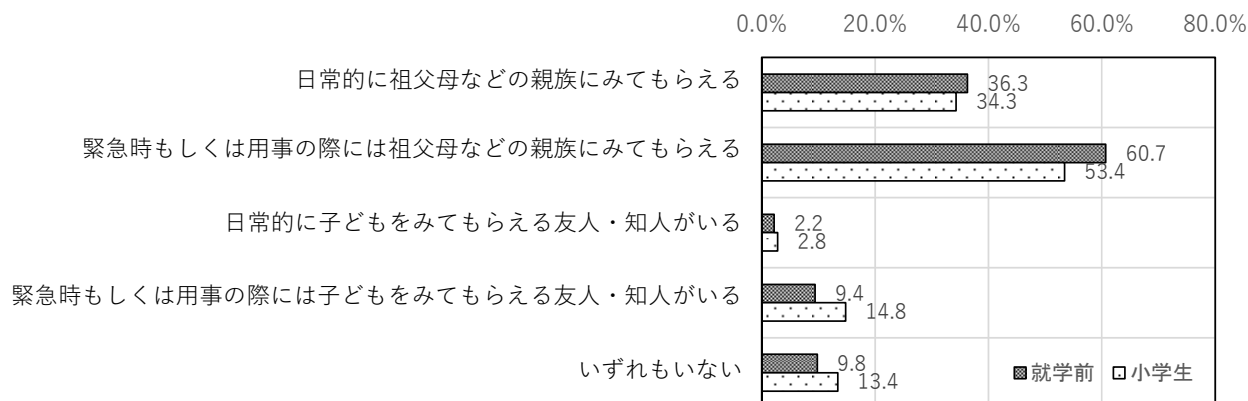 0.0% 20.0% 40.0% 60.0% 80.0%
日常的に祖父母などの親族にみてもらえる
36.3
34.3
緊急時もしくは用事の際には祖父母などの親族にみてもらえる
60.7
53.4
日常的に子どもをみてもらえる友人・知人がいる
2.2
2.8
緊急時もしくは用事の際には子どもをみてもらえる友人・知人がいる
9.4
14.8
いずれもいない
9.8
13.4
就学前 小学生